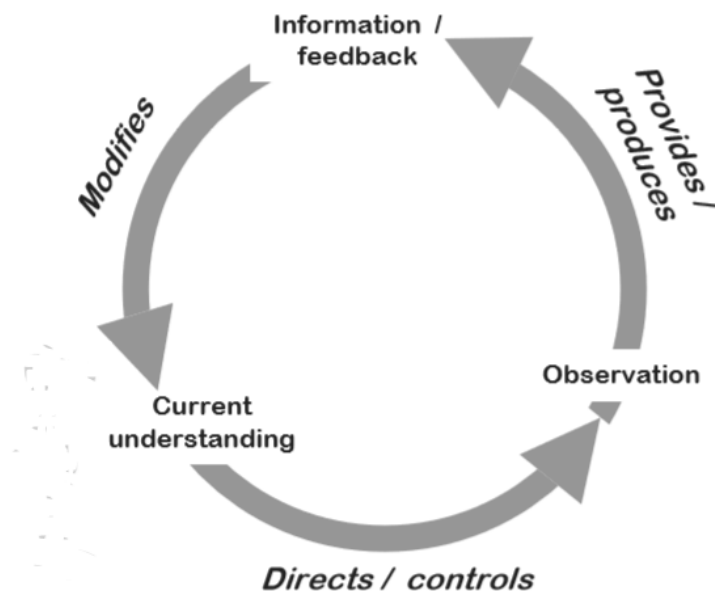 Information /
feedback
Modifies
Provides /
produces
Observation
Current
understanding
Directs / controls